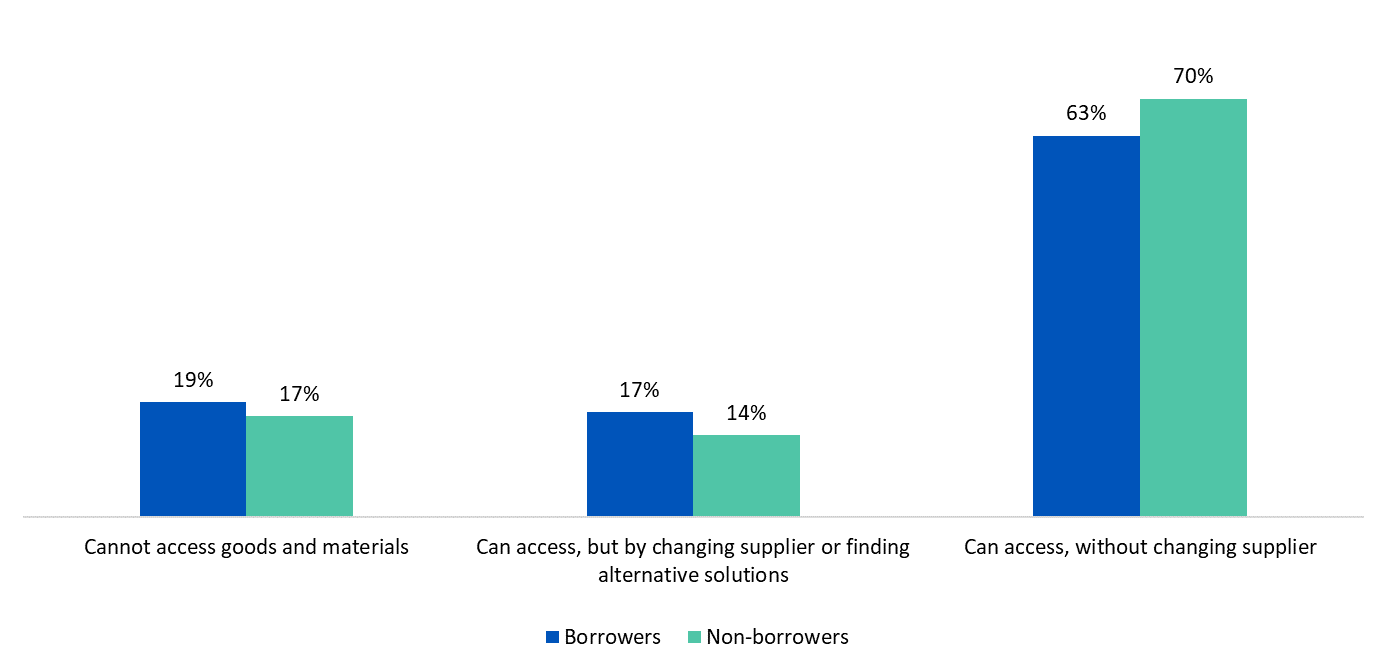 70%
63%
19%
17%
17%
14%
Cannot access goods and materials
Can access, but by changing supplier or finding
alternative solutions
Can access, without changing supplier
Borrowers
Non-borrowers